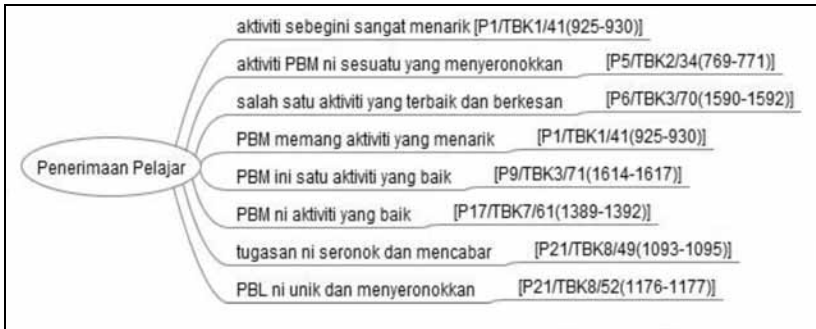 aktiviti sebegini sangat menarik [P1/TBK1/41(925-930)]
aktiviti PBM ni sesuatu yang menyeronokkan [P5/TBK2/34(769-771)]
salah satu aktiviti yang terbaik dan berkesan [P6/TBK3/70(1590-1592)]
PBM memang aktiviti yang menarik [P1/TBK1/41(925-930)]
Penerimaan Pelajar
PBM ini satu aktiviti yang baik [P9/TBK3/71(1614-1617)]
PBM ni aktiviti yang baik [P17/TBK7/61(1389-1392)]
tugasan ni seronok dan mencabar [P21/TBK8/49(1093-1095)]
PBL ni unik dan menyeronokkan [P21/TBK8/52(1176-1177)]